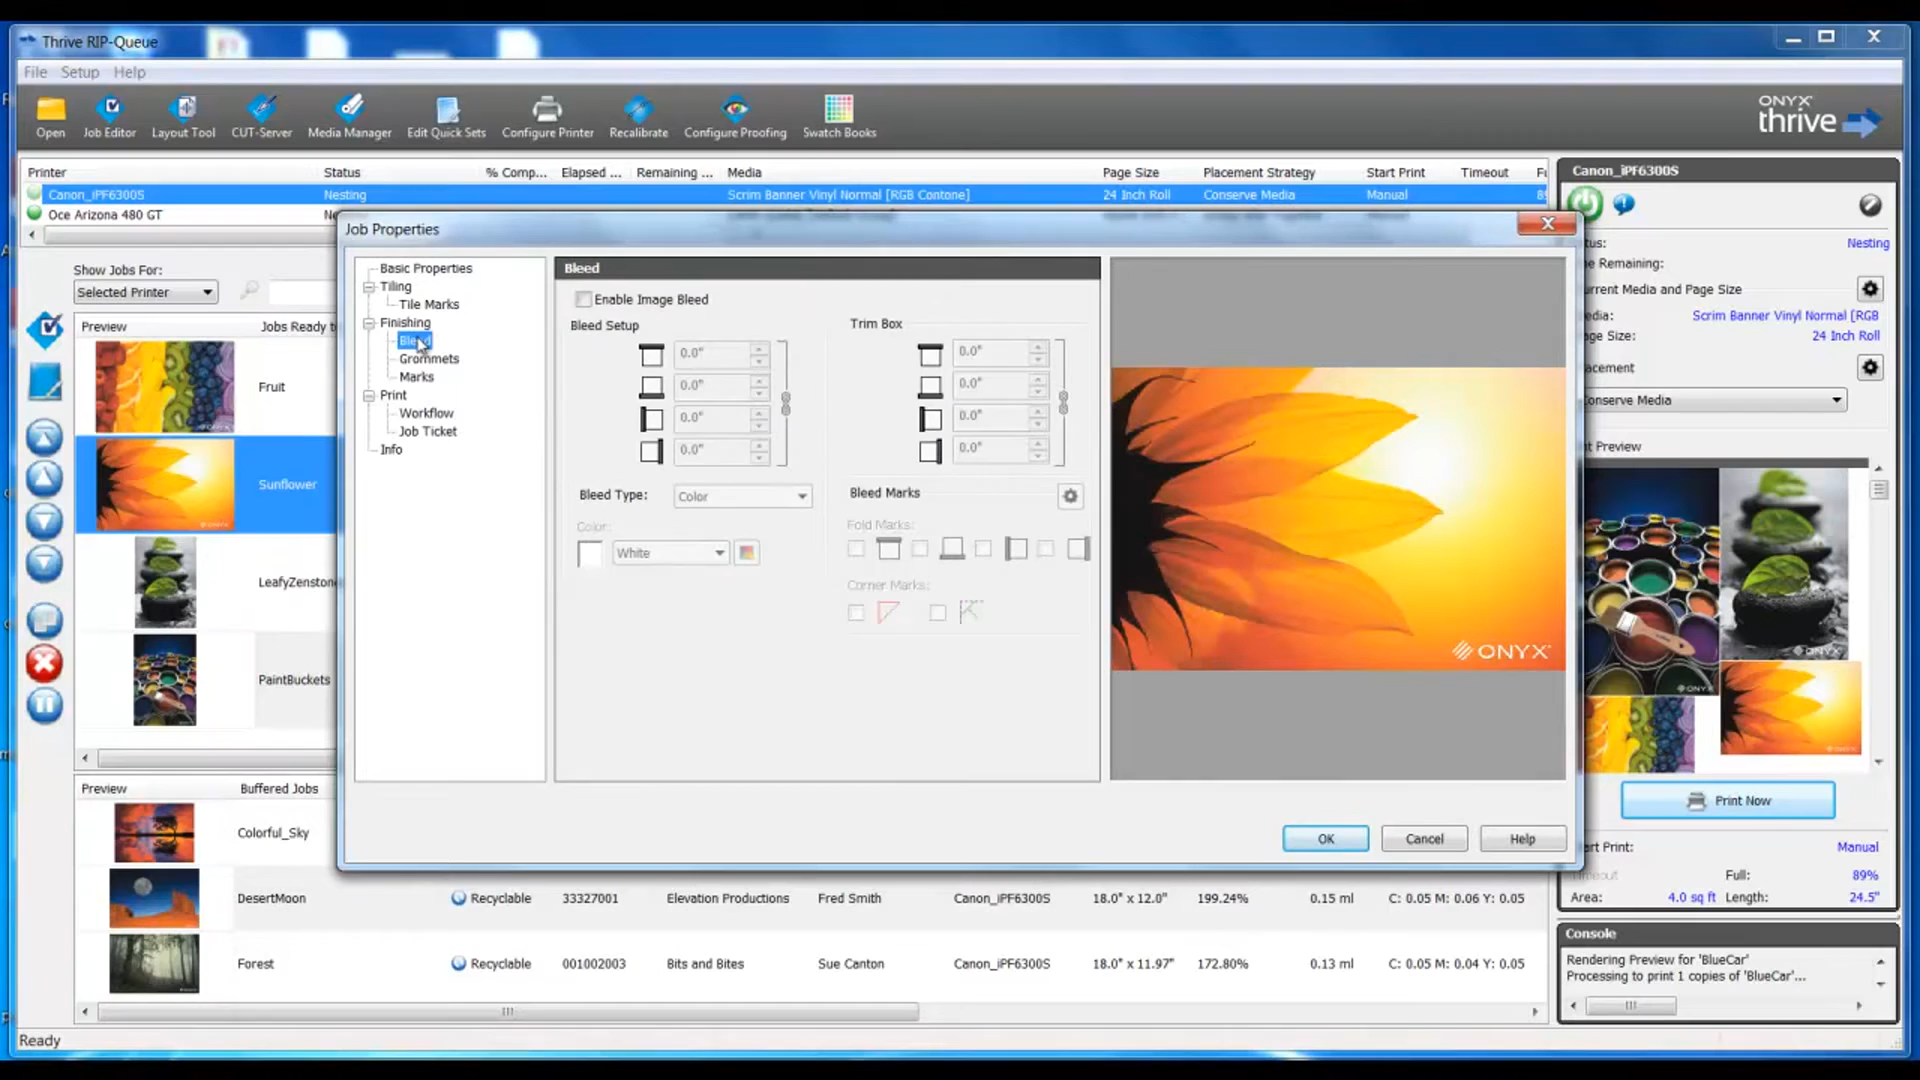 Thrive RIP-Queue
File Setup Help
Open Job Editor Layout Tool CUT-Server Media Manager Edit Quick Sets Configure Printer Recalibrate Configure Proofing Swatch Books
ONYX
thrive
Printer Status % Comp... Elapsed ... Remaining ... Media Page Size Placement Strategy Start Print Timeout
Canon_iPF6300S Nesting Scrim Banner Vinyl Normal [RGB Contone] 24 Inch Roll Conserve Media Manual
Oce Arizona 480 GT
Show Jobs For:
Selected Printer
Preview Jobs Ready
Fruit
Sunflower
LeafyZenstone
PaintBuckets
Job Properties
Basic Properties
Tiling
Tile Marks
Finishing
Bleed
Grommets
Marks
Print
Workflow
Job Ticket
Info
Bleed
Enable Image Bleed
Bleed Setup
0.0"
0.0"
0.0"
0.0"
Bleed Type: Color
Color:
White
Trim Box
0.0"
0.0"
0.0"
0.0"
Bleed Marks
Fold Marks:
Corner Marks:
ONYX
OK Cancel Help
Canon_iPF6300S
Nesting
Remaining:
Media and Page Size
Scrim Banner Vinyl Normal [RGB
24 Inch Roll
Conserve Media
Preview
ONYX
Print Now
Print: Manual
Timeout Full: 89%
Area: 4.0 sq ft Length: 24.5"
Console
Rendering Preview for 'BlueCar'
Processing to print 1 copies of 'BlueCar'...
Preview Buffered Jobs
Colorful_Sky
DesertMoon Recyclable 33327001 Elevation Productions Fred Smith Canon_iPF6300S 18.0" x 12.0" 199.24% 0.15 ml C: 0.05 M: 0.06 Y: 0.05
Forest Recyclable 001002003 Bits and Bites Sue Canton Canon_iPF6300S 18.0" x 11.97" 172.80% 0.13 ml C: 0.05 M: 0.04 Y: 0.05
Ready